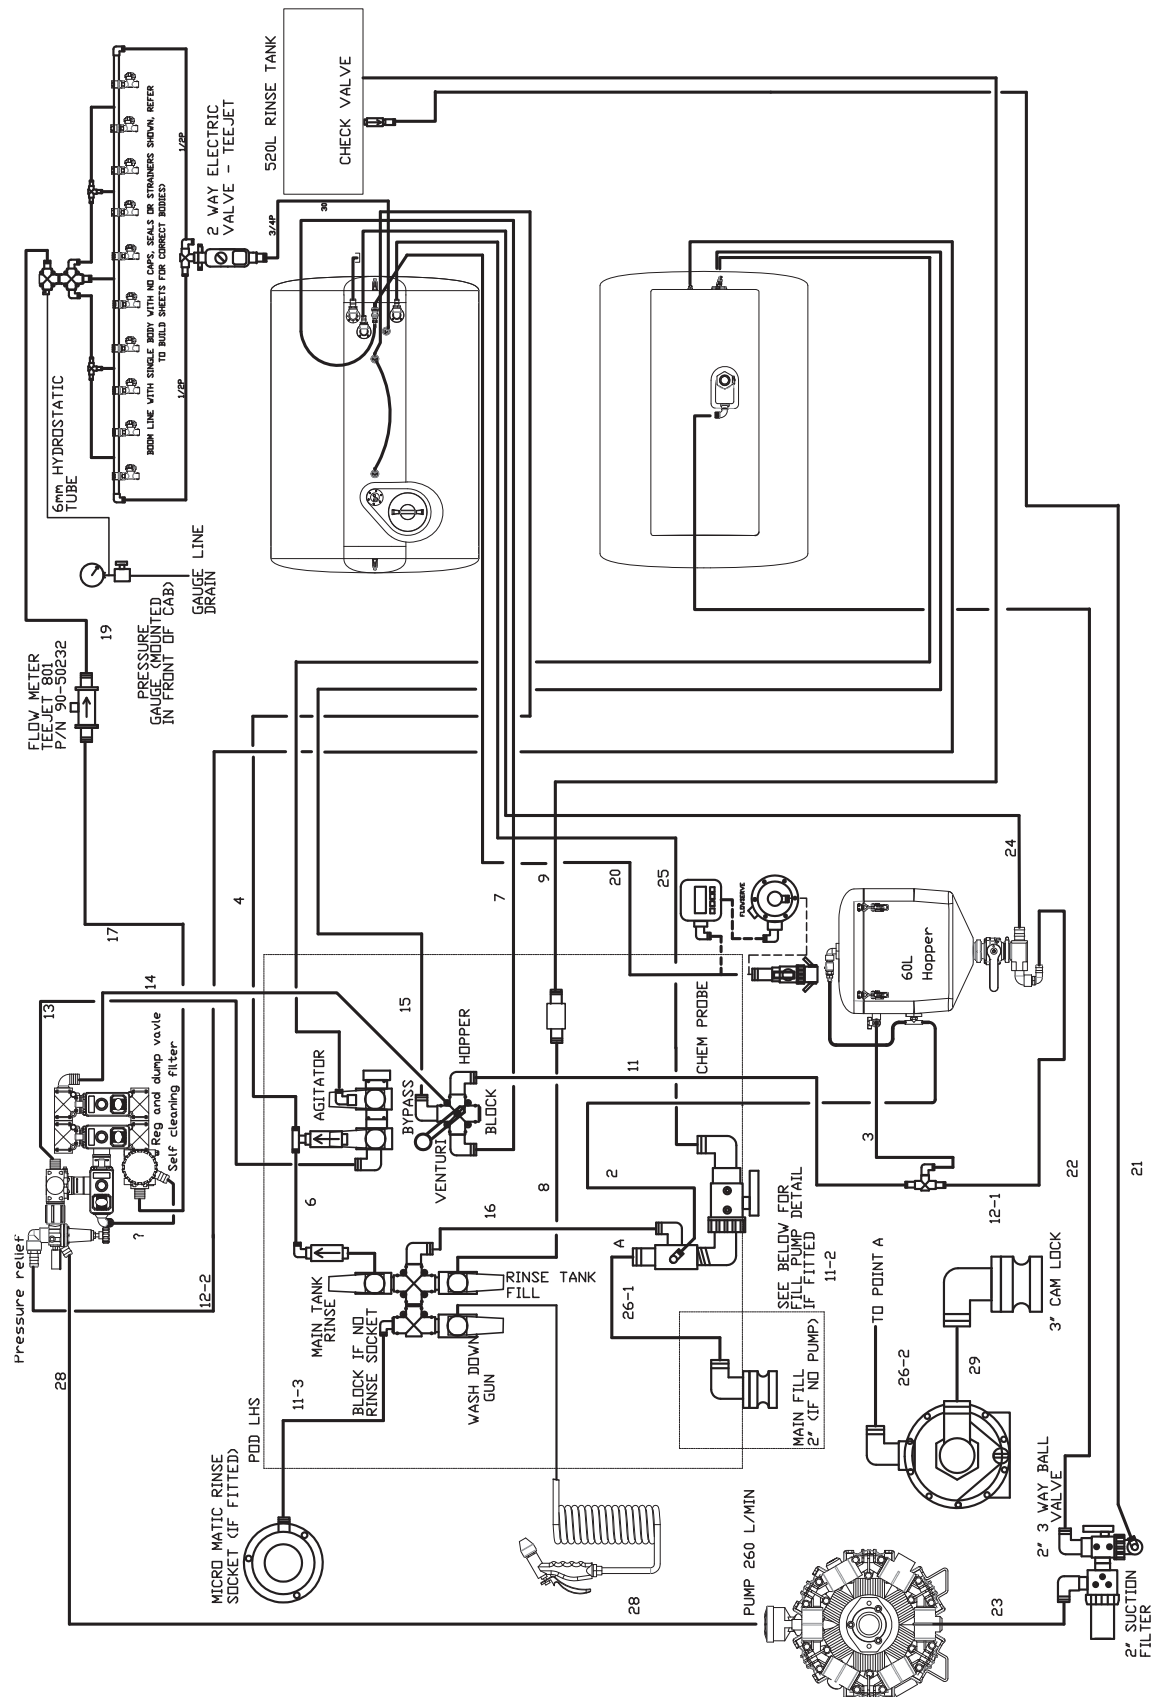 520L RINSE TANK
CHECK VALVE
2 WAY ELECTRIC
VALVE - TEEJET
3/4P
30
1/2P
1/2P
BOOM LINE WITH SINGLE BODY WITH NO CAPS, SEALS OR STRAINERS SHOWN, REFER
TO BUILD SHEETS FOR CORRECT BODIES)
6mm HYDROSTATIC
TUBE
GAUGE LINE
DRAIN
PRESSURE
GAUGE (MOUNTED
IN FRONT OF CAB)
19
FLOW METER
TEEJET 801
P/N 90-50232
17
14
13
Reg and dump vavle
Self cleaning filter
?
Pressure relief
12-2
28
4
7
9
20
25
FLOWSERVE
24
60L
Hopper
15
AGITATOR
BYPASS
HOPPER
BLOCK
VENTURI
11
CHEM PROBE
3
6
16
8
2
A
12-1
22
21
MAIN TANK
RINSE
RINSE TANK
FILL
BLOCK IF NO
RINSE SOCKET
WASH DOWN
GUN
11-3
26-1
SEE BELOW FOR
FILL PUMP DETAIL
IF FITTED
11-2
TO POINT A
3" CAM LOCK
POD LHS
MAIN FILL
2" (IF NO PUMP)
26-2
29
MICRO MATIC RINSE
SOCKET (IF FITTED)
28
PUMP 260 L/MIN
2" 3 WAY BALL
VALVE
23
2" SUCTION
FILTER